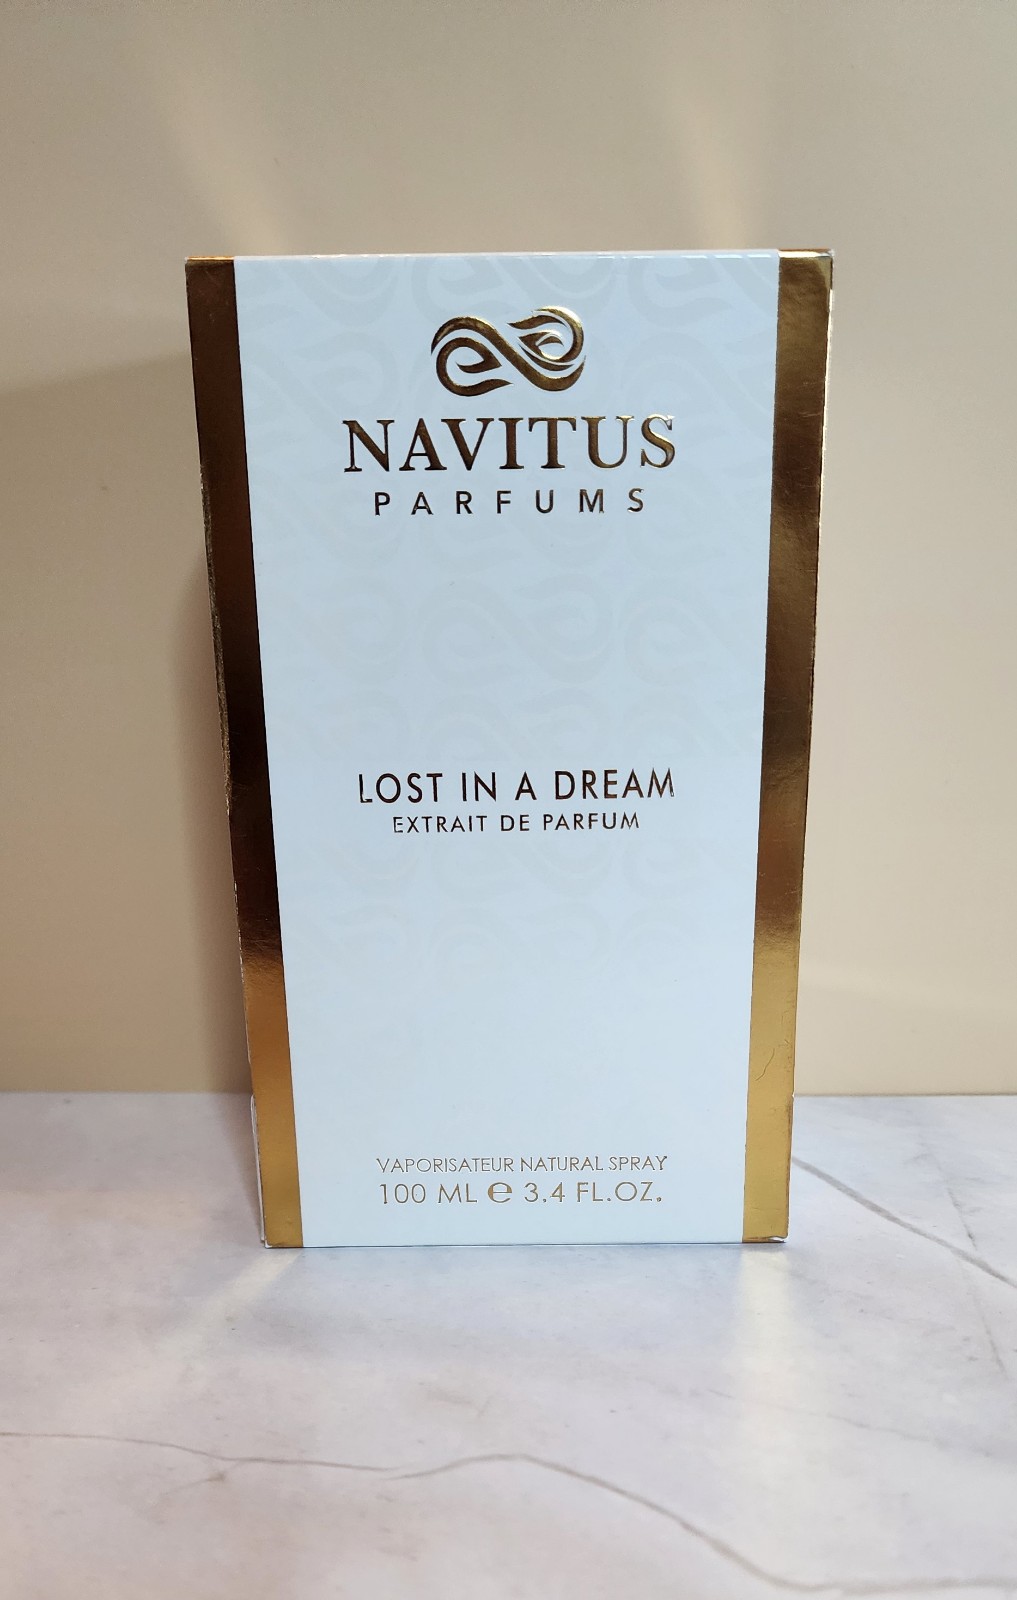 NAVITUS
PARFUMS
LOST IN A DREAM
EXTRAIT DE PARFUM
VAPORISATEUR NATURAL SPRAY
100 ML ℮ 3.4 FL.OZ.